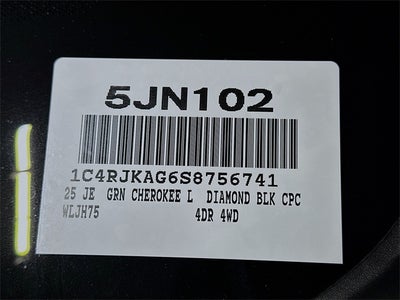 5JN102
1C4RJKAG6S8756741
25 JE GRN CHEROKEE L DIAMOND BLK CPC
WLJH75 4DR 4WD